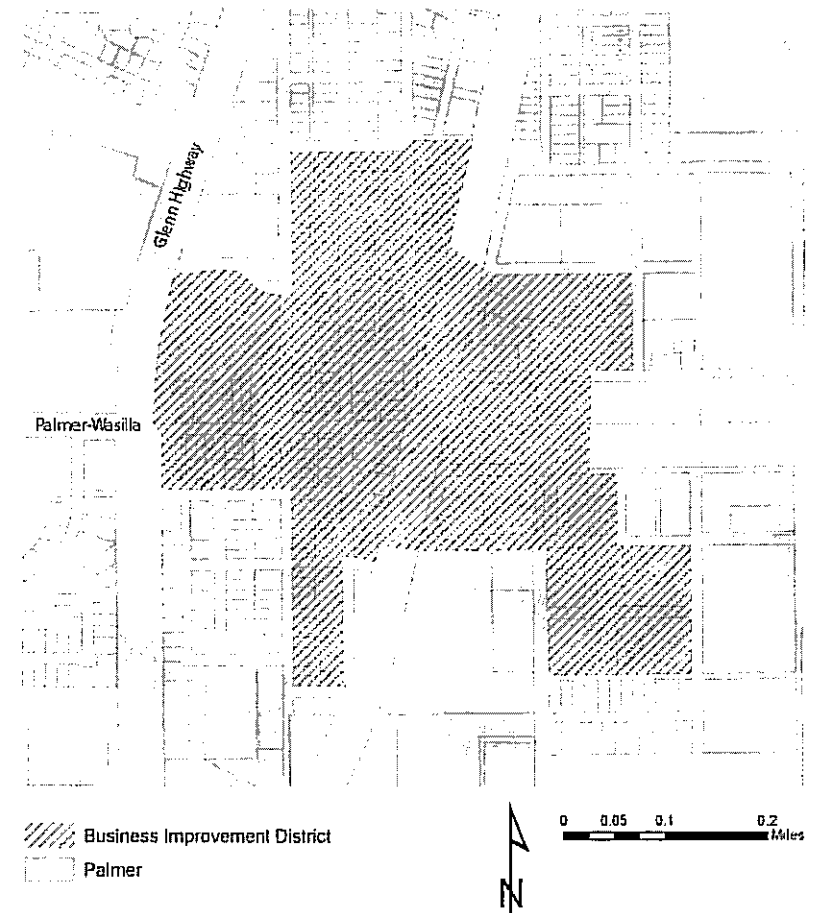 Glenn Highway
Palmer-Wasilla
Business Improvement District
Palmer
0 0.05 0.1 0.2
Miles
N